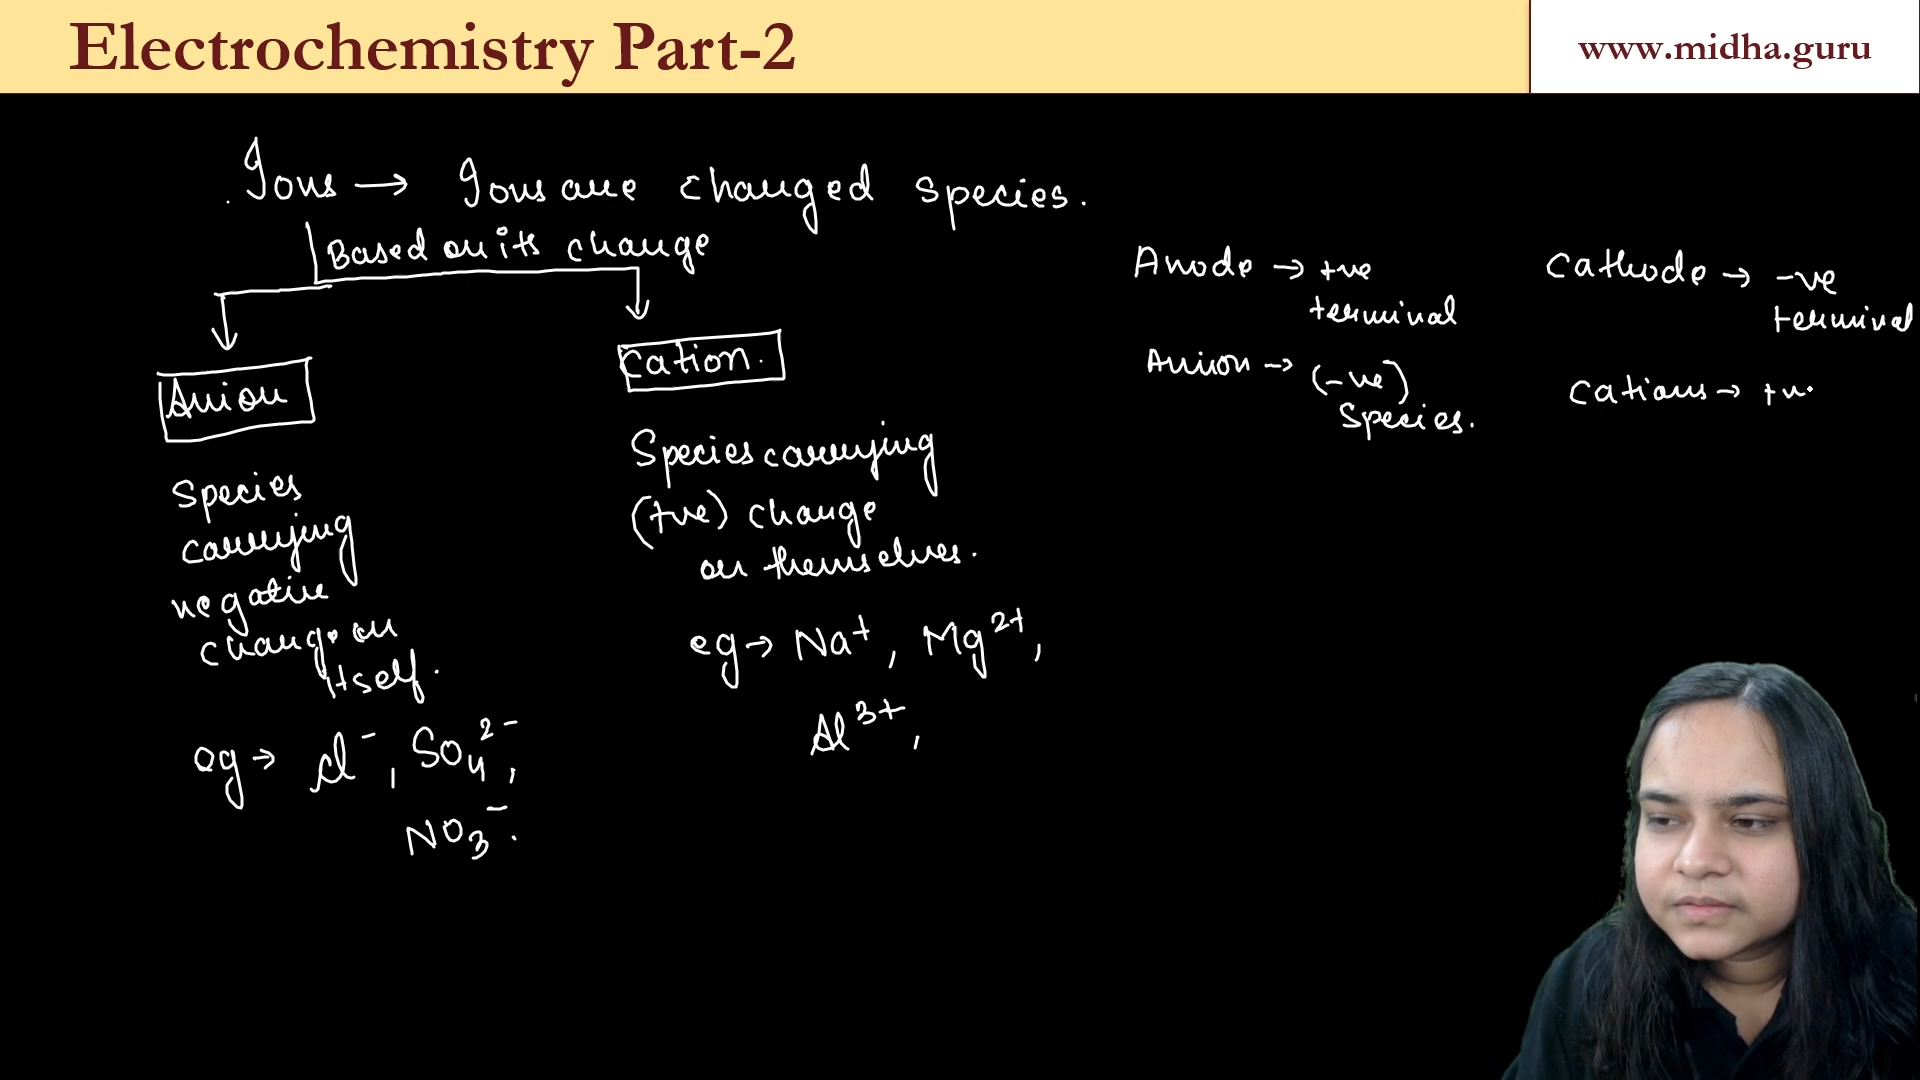 Electrochemistry Part-2
www.midha.guru
Ions → Ions are charged species.
Based on its charge
Anion
Species
carrying
negative
charge on
itself.
eg → Cl⁻, SO₄²⁻,
NO₃⁻.
Cation.
Species carrying
(+ve) charge
on themselves.
eg → Na⁺, Mg²⁺,
Al³⁺,
Anode → +ve
terminal
Anion → (-ve)
Species.
Cathode → -ve
terminal
Cations → +v